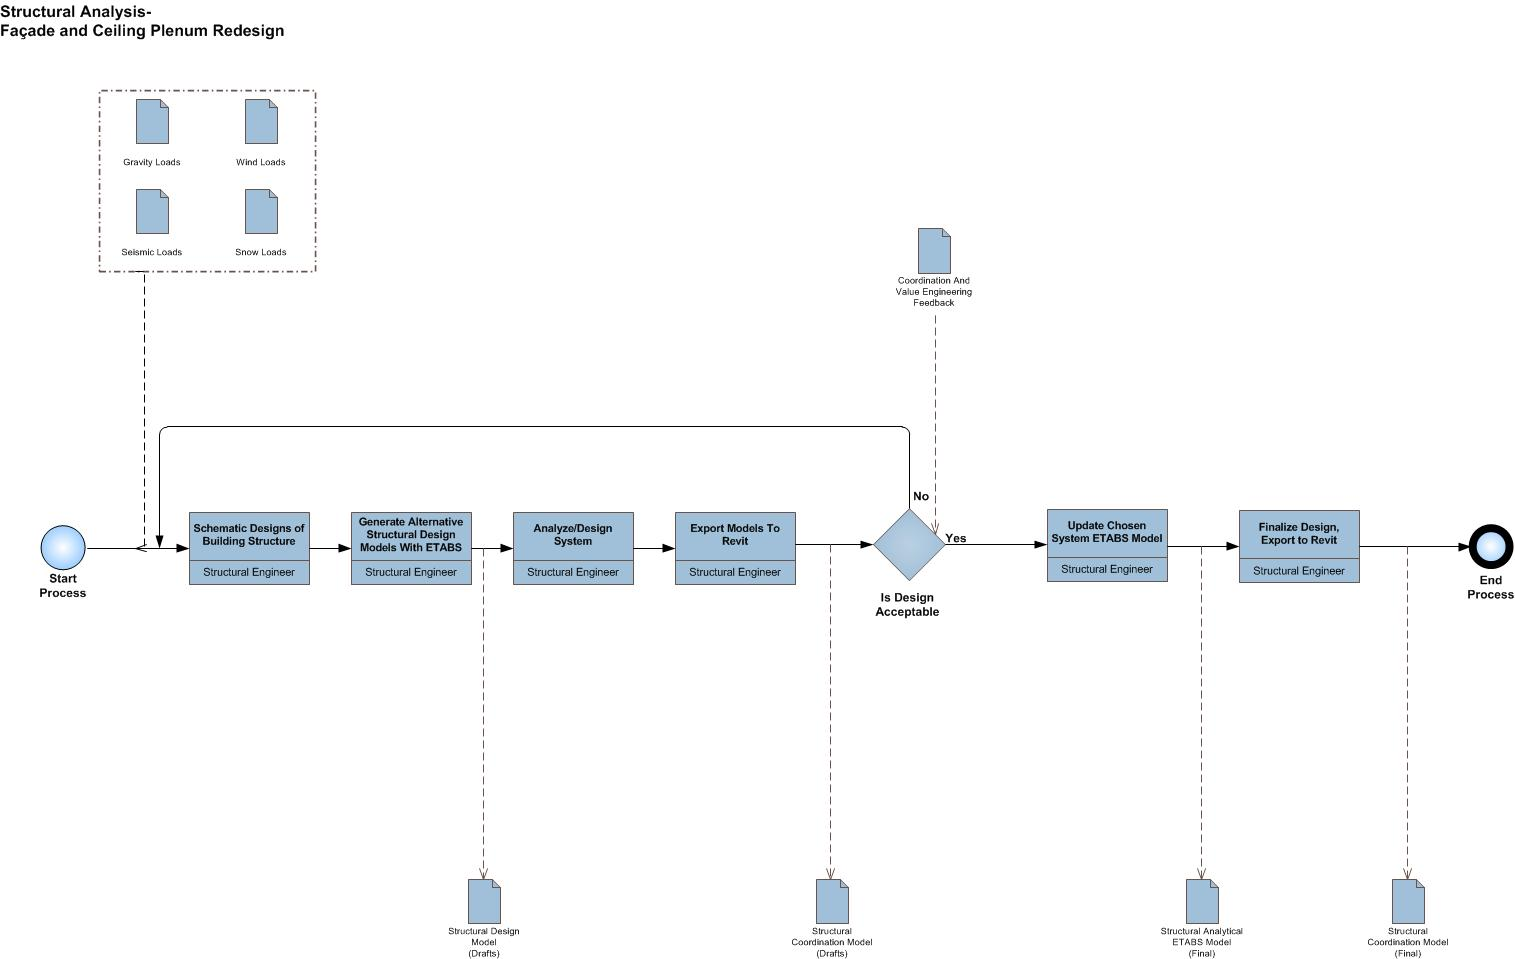 Structural Analysis-
Façade and Ceiling Plenum Redesign
Gravity Loads
Wind Loads
Seismic Loads
Snow Loads
Coordination And
Value Engineering
Feedback
No
Yes
Start
Process
Schematic Designs of
Building Structure
Structural Engineer
Generate Alternative
Structural Design
Models With ETABS
Structural Engineer
Analyze/Design
System
Structural Engineer
Export Models To
Revit
Structural Engineer
Is Design
Acceptable
Update Chosen
System ETABS Model
Structural Engineer
Finalize Design,
Export to Revit
Structural Engineer
End
Process
Structural Design
Model
(Drafts)
Structural
Coordination Model
(Drafts)
Structural Analytical
ETABS Model
(Final)
Structural
Coordination Model
(Final)